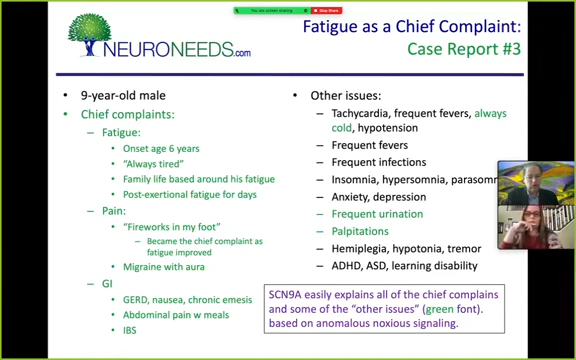 You are screen sharing
Stop Share
NEURONEEDS.com
Fatigue as a Chief Complaint:
Case Report #3
• 9-year-old male
• Chief complaints:
– Fatigue:
• Onset age 6 years
• "Always tired"
• Family life based around his fatigue
• Post-exertional fatigue for days
– Pain:
• "Fireworks in my foot"
• Became the chief complaint as
fatigue improved
• Migraine with aura
– GI
• GERD, nausea, chronic emesis
• Abdominal pain w meals
• IBS
• Other issues:
– Tachycardia, frequent fevers, always
cold, hypotension
– Frequent fevers
– Frequent infections
– Insomnia, hypersomnia,
– Anxiety, depression
– Frequent urination
– Palpitations
– Hemiplegia, hypotonia, tremor
– ADHD, ASD, learning disability
SCN9A easily explains all of the chief complains
and some of the "other issues" (green font).
based on anomalous noxious signaling.